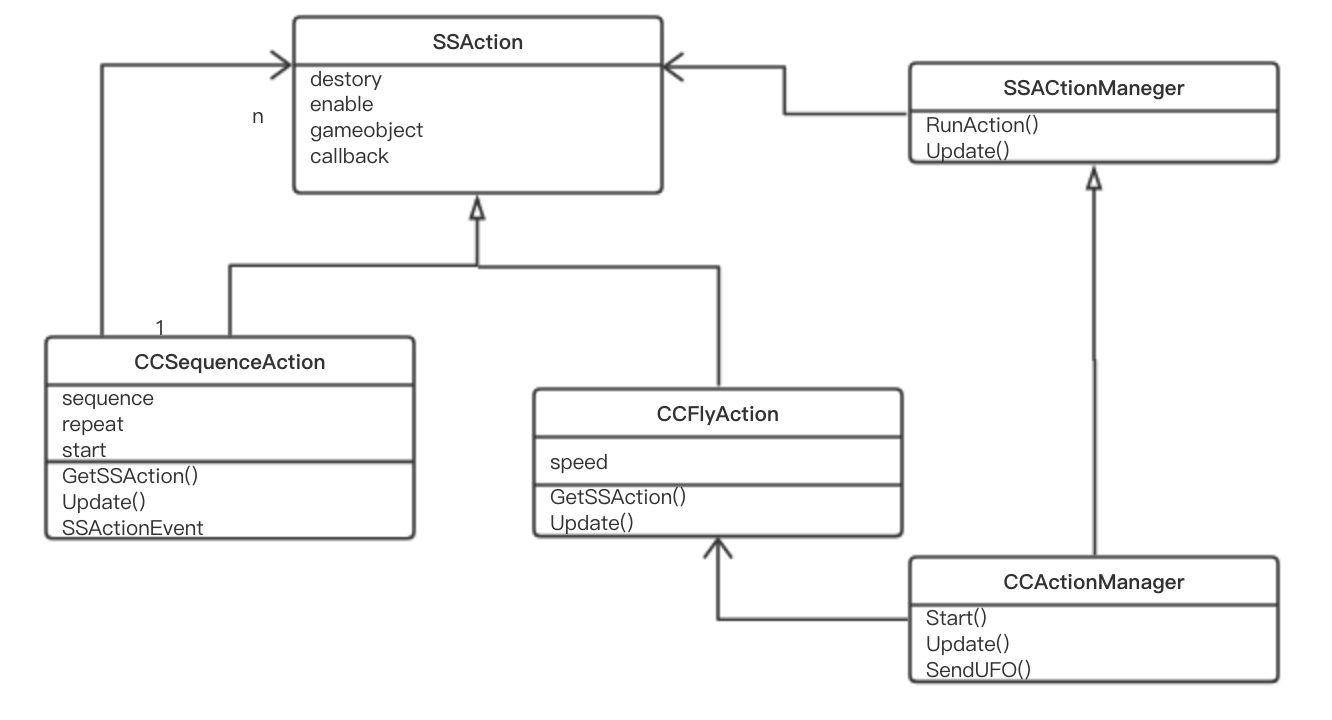 SSAction
destory
enable
gameobject
callback
n
SSACtionManeger
RunAction()
Update()
1
CCSequenceAction
sequence
repeat
start
GetSSAction()
Update()
SSActionEvent
CCFlyAction
speed
GetSSAction()
Update()
CCActionManager
Start()
Update()
SendUFO()